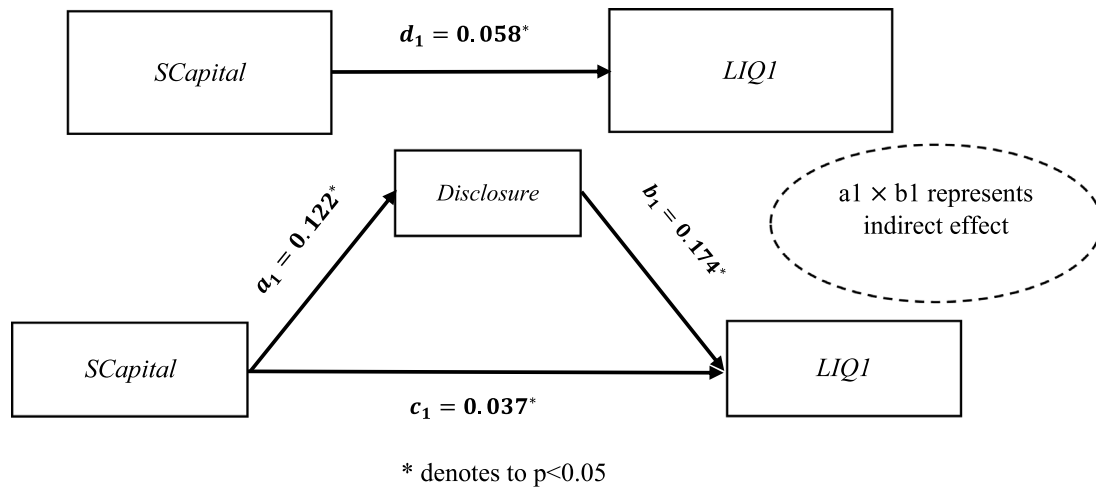 d₁ = 0.058*
SCapital
LIQ1
Disclosure
a₁ = 0.122*
b₁ = 0.174*
a1 × b1 represents
indirect effect
SCapital
LIQ1
c₁ = 0.037*
* denotes to p<0.05